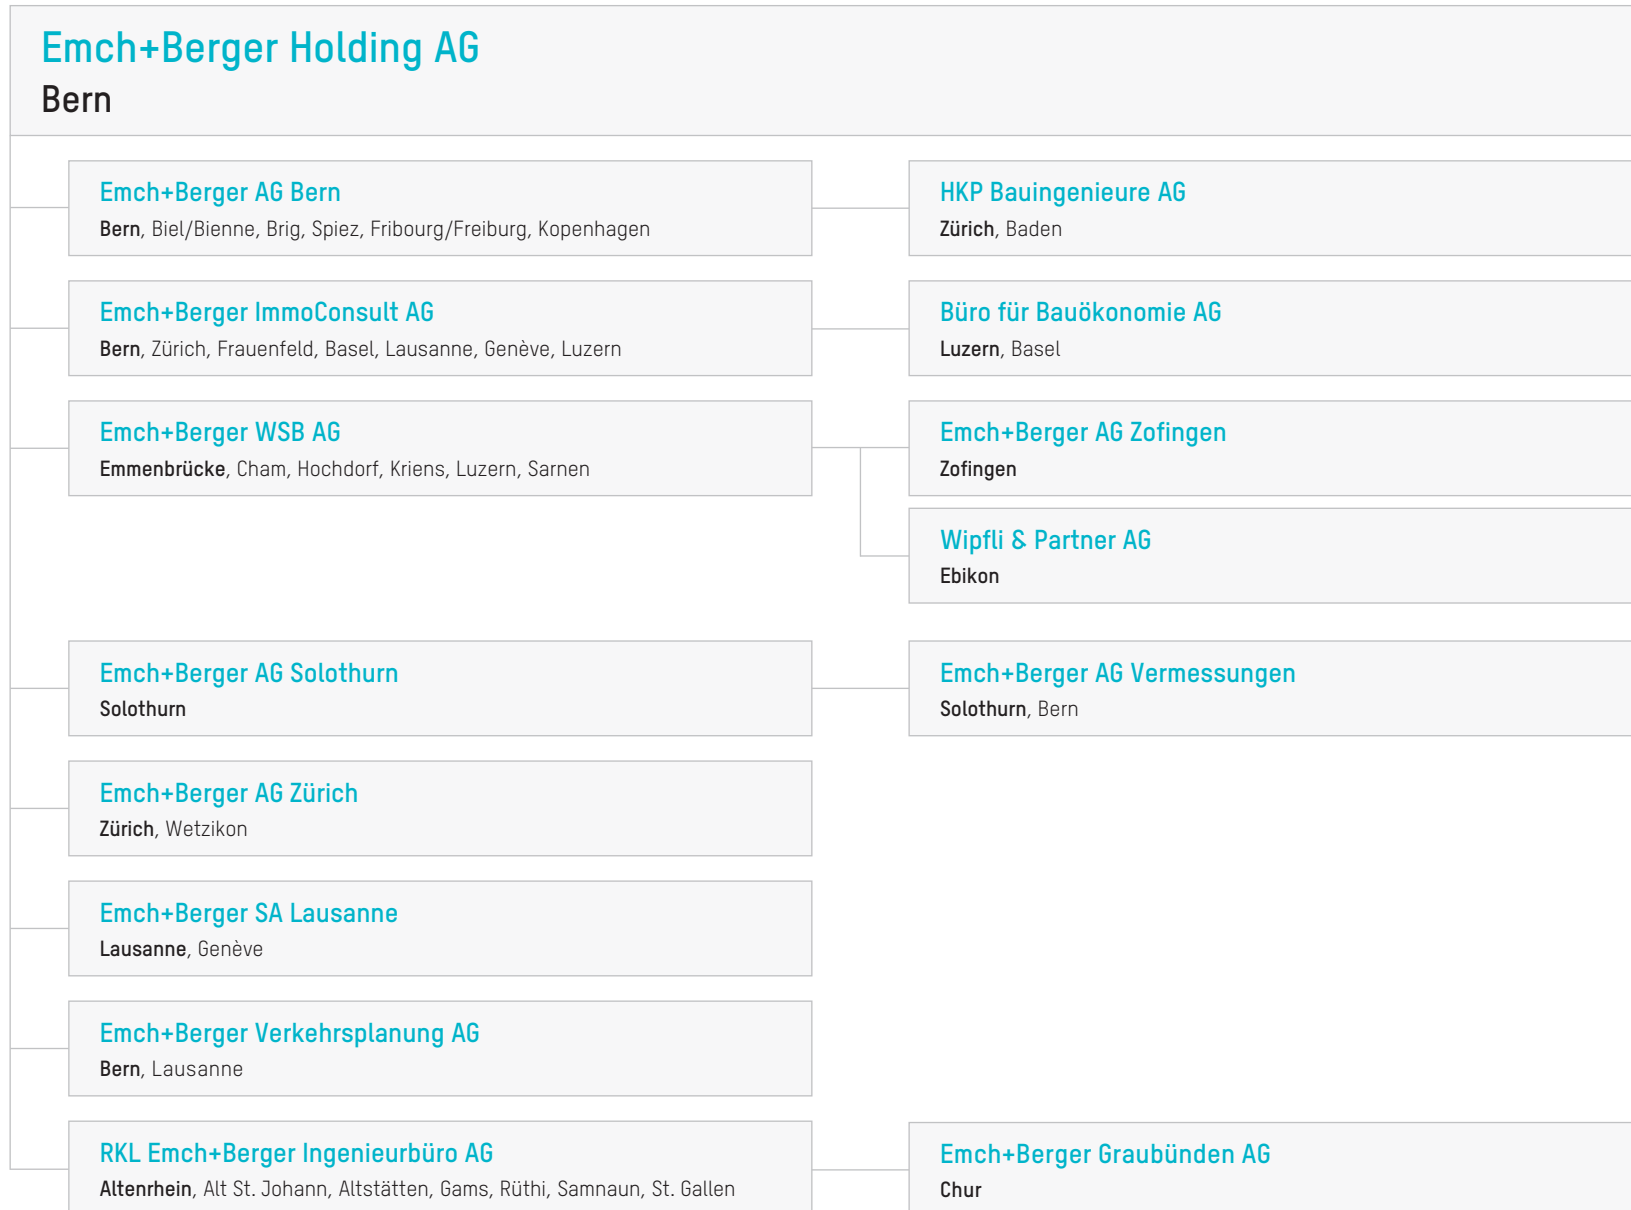 Emch+Berger Holding AG
Bern
Emch+Berger AG Bern
Bern, Biel/Bienne, Brig, Spiez, Fribourg/Freiburg, Kopenhagen
HKP Bauingenieure AG
Zürich, Baden
Emch+Berger ImmoConsult AG
Bern, Zürich, Frauenfeld, Basel, Lausanne, Genève, Luzern
Büro für Bauökonomie AG
Luzern, Basel
Emch+Berger WSB AG
Emmenbrücke, Cham, Hochdorf, Kriens, Luzern, Sarnen
Emch+Berger AG Zofingen
Zofingen
Wipfli & Partner AG
Ebikon
Emch+Berger AG Solothurn
Solothurn
Emch+Berger AG Vermessungen
Solothurn, Bern
Emch+Berger AG Zürich
Zürich, Wetzikon
Emch+Berger SA Lausanne
Lausanne, Genève
Emch+Berger Verkehrsplanung AG
Bern, Lausanne
RKL Emch+Berger Ingenieurbüro AG
Altenrhein, Alt St. Johann, Altstätten, Gams, Rüthi, Samnaun, St. Gallen
Emch+Berger Graubünden AG
Chur